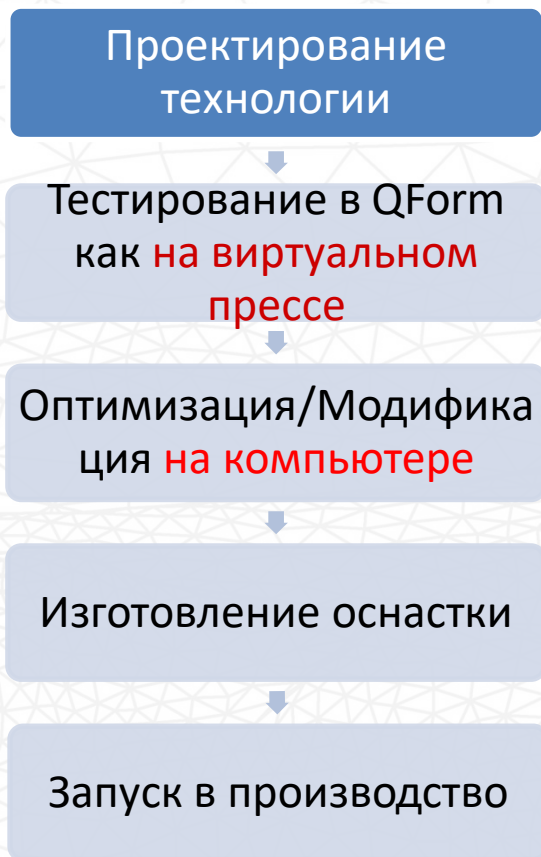 Проектирование
технологии
Тестирование в QForm
как на виртуальном
прессе
Оптимизация/Модифика
ция на компьютере
Изготовление оснастки
Запуск в производство